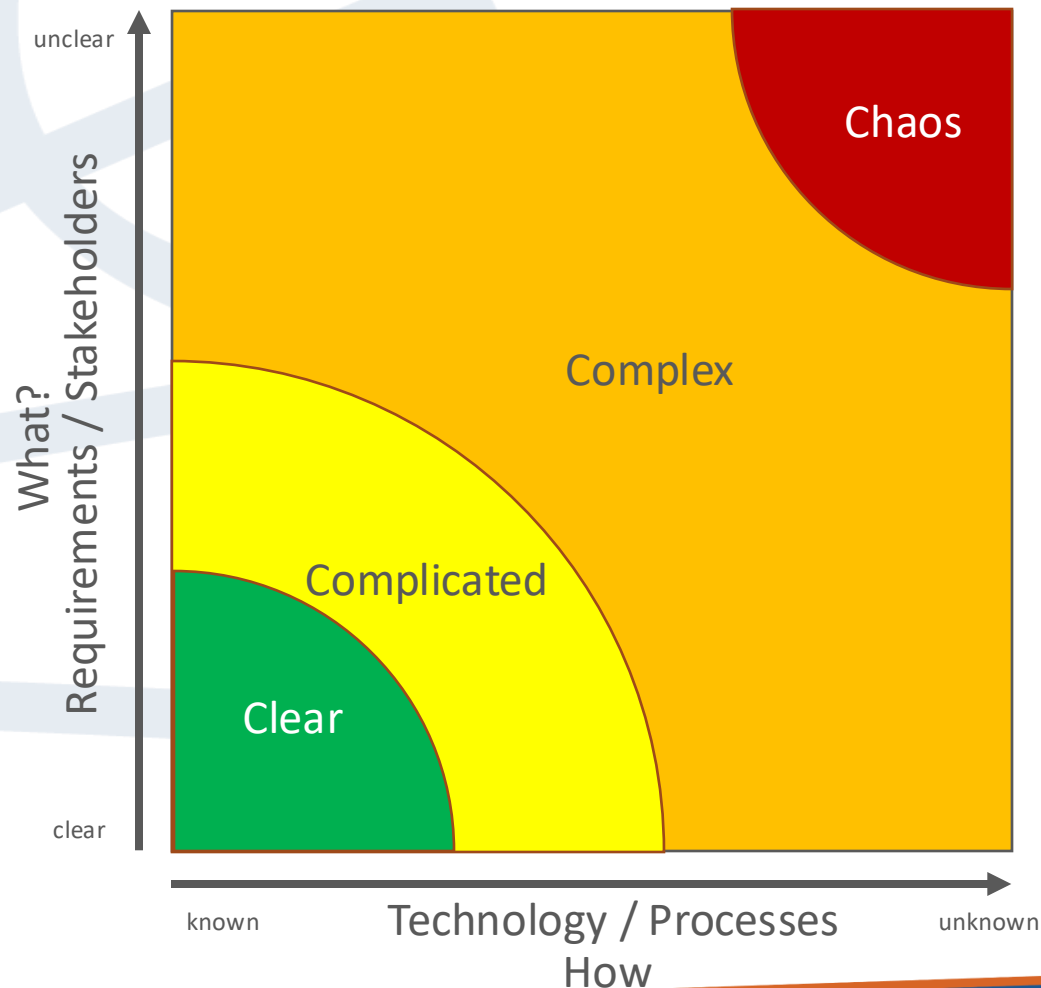 unclear
Chaos
What?
Requirements / Stakeholders
Complex
Complicated
Clear
clear
known
Technology / Processes
unknown
How